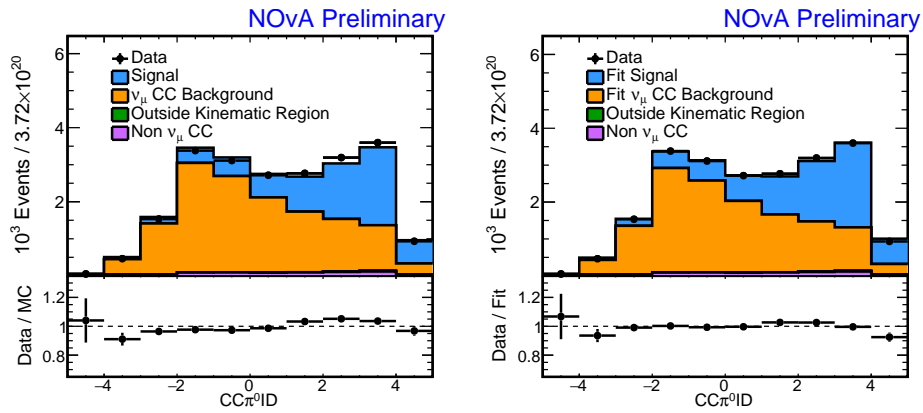 NOvA Preliminary
10³ Events / 3.72×10²⁰
6
4
2
Data
Signal
νμ CC Background
Outside Kinematic Region
Non νμ CC
Data / MC
1.2
1
0.8
−4 −2 0 2 4
CCπ⁰ID
NOvA Preliminary
10³ Events / 3.72×10²⁰
6
4
2
Data
Fit Signal
Fit νμ CC Background
Outside Kinematic Region
Non νμ CC
Data / Fit
1.2
1
0.8
−4 −2 0 2 4
CCπ⁰ID